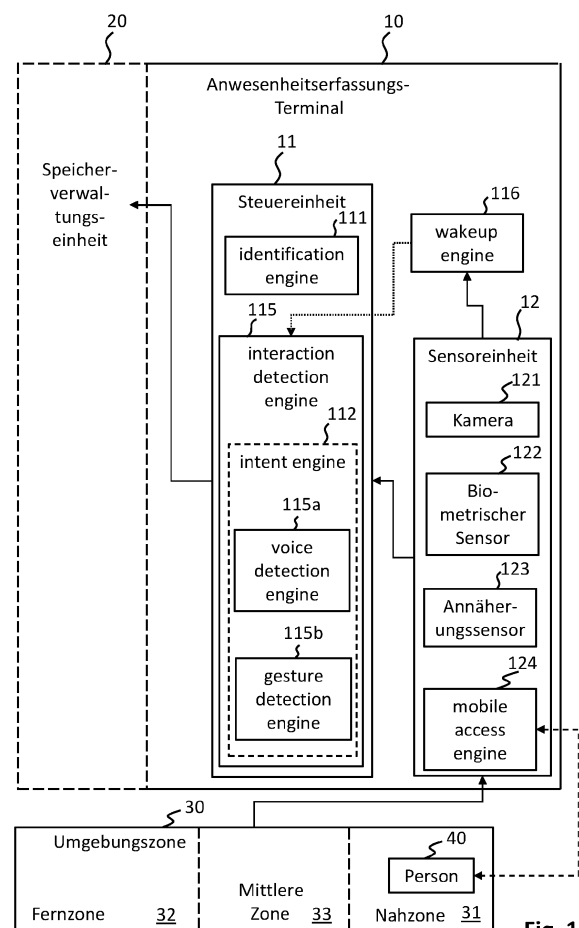 20
10
Anwesenheitserfassungs-
Terminal
11
Speicher-
verwal-
tungs-
einheit
Steuereinheit
111
identification
engine
116
wakeup
engine
115
interaction
detection
engine
12
Sensoreinheit
121
Kamera
112
intent engine
122
Bio-
metrischer
Sensor
115a
voice
detection
engine
123
Annäher-
ungssensor
115b
gesture
detection
engine
124
mobile
access
engine
30
Umgebungszone
40
Person
Mittlere
Zone 33
Fernzone 32
Nahzone 31
Fig. 1